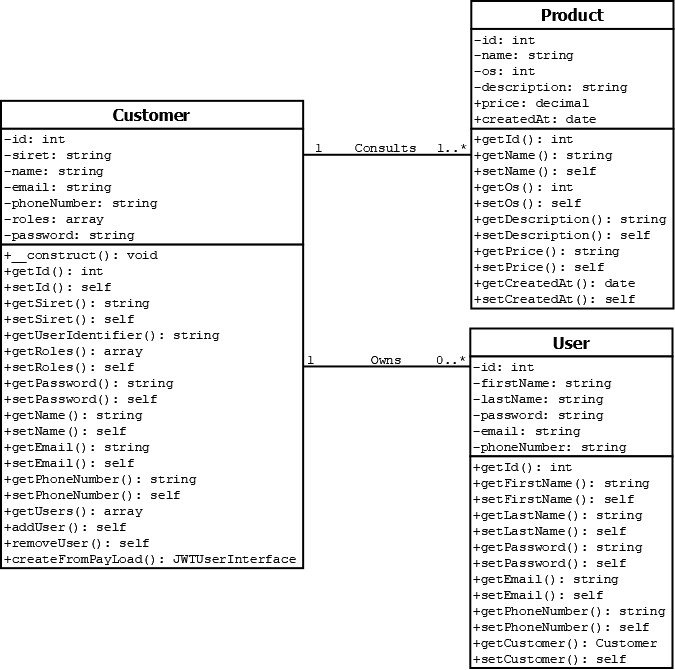 Product
-id: int
-name: string
-os: int
-description: string
+price: decimal
+createdAt: date
+getId(): int
+getName(): string
+setName(): self
+getOs(): int
+setOs(): self
+getDescription(): string
+setDescription(): self
+getPrice(): string
+setPrice(): self
+getCreatedAt(): date
+setCreatedAt(): self
Customer
-id: int
-siret: string
-name: string
-email: string
-phoneNumber: string
-roles: array
-password: string
+__construct(): void
+getId(): int
+setId(): self
+getSiret(): string
+setSiret(): self
+getUserIdentifier(): string
+getRoles(): array
+setRoles(): self
+getPassword(): string
+setPassword(): self
+getName(): string
+setName(): self
+getEmail(): string
+setEmail(): self
+getPhoneNumber(): string
+setPhoneNumber(): self
+getUsers(): array
+addUser(): self
+removeUser(): self
+createFromPayLoad(): JWTUserInterface
1 Consults 1..*
1 Owns 0..*
User
-id: int
-firstName: string
-lastName: string
-password: string
-email: string
-phoneNumber: string
+getId(): int
+getFirstName(): string
+setFirstName(): self
+getLastName(): string
+setLastName(): self
+getPassword(): string
+setPassword(): self
+getEmail(): string
+setEmail(): self
+getPhoneNumber(): string
+setPhoneNumber(): self
+getCustomer(): Customer
+setCustomer(): self